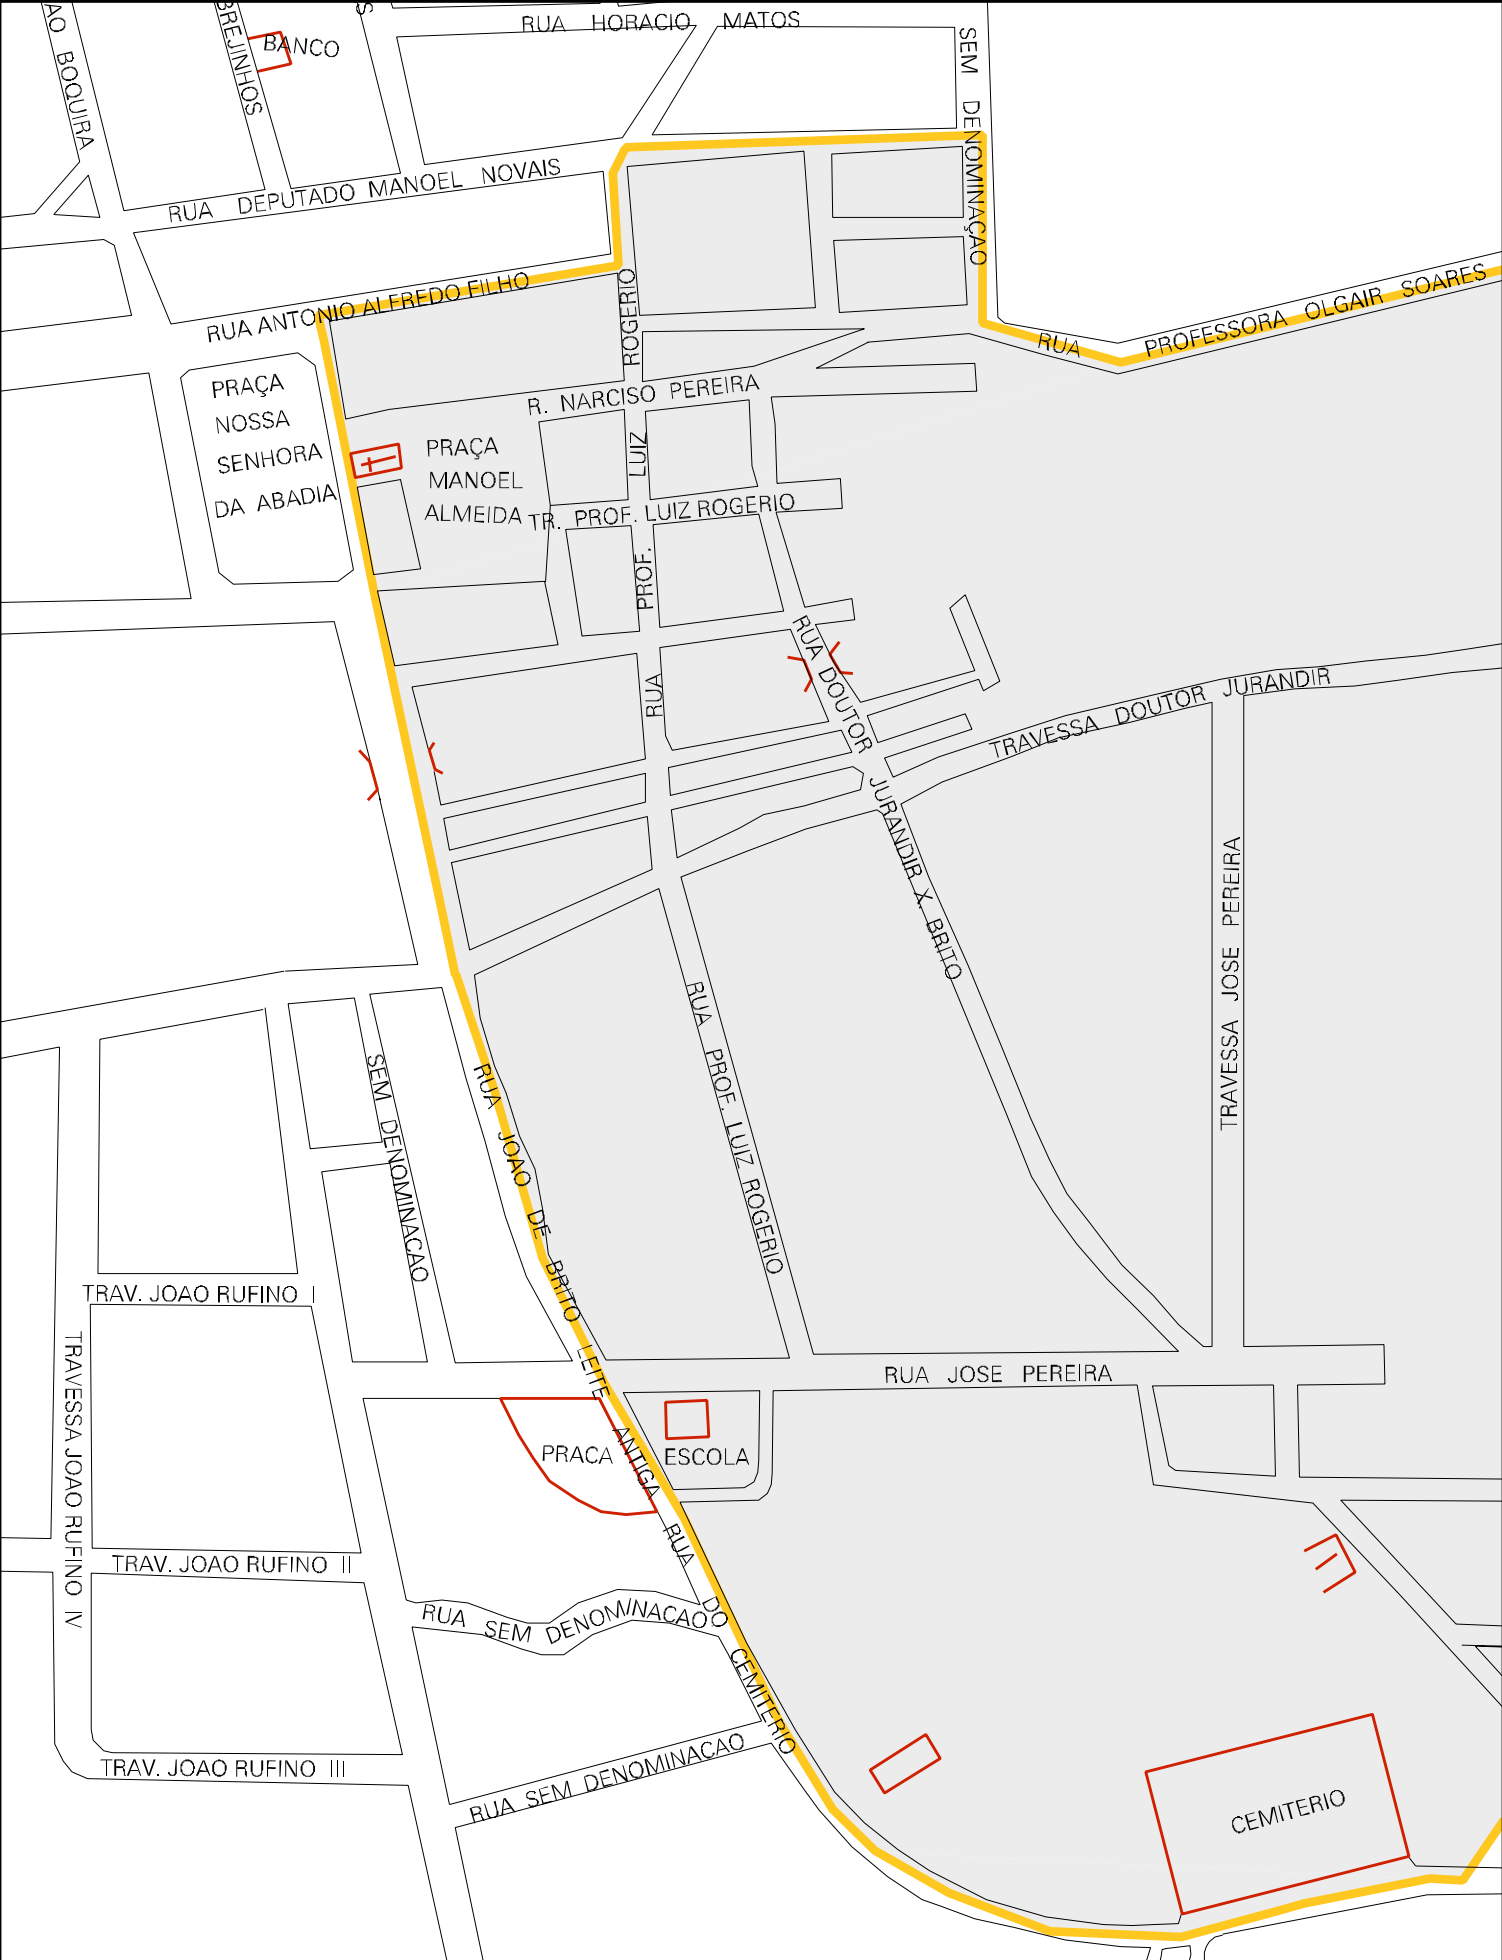 RUA HORACIO MATOS
AO BOQUIRA
BREJINHOS
S
BANCO
SEM DENOMINAÇAO
RUA DEPUTADO MANOEL NOVAIS
RUA ANTONIO ALFREDO FILHO
RUA PROFESSORA OLGAIR SOARES
PRAÇA
NOSSA
SENHORA
DA ABADIA
R. NARCISO PEREIRA
PRAÇA
MANOEL
ALMEIDA
TR. PROF. LUIZ ROGERIO
RUA PROF. LUIZ ROGERIO
RUA DOUTOR JURANDIR X. BRITO
TRAVESSA DOUTOR JURANDIR
TRAVESSA JOSE PEREIRA
RUA PROF. LUIZ ROGERIO
SEM DENOMINACAO
RUA JOAO DE BRITO LEITE ANTIGA RUA DO CEMITERIO
TRAV. JOAO RUFINO I
TRAVESSA JOAO RUFINO IV
RUA JOSE PEREIRA
PRACA
ESCOLA
TRAV. JOAO RUFINO II
RUA SEM DENOMINACAO
TRAV. JOAO RUFINO III
RUA SEM DENOMINACAO
CEMITERIO